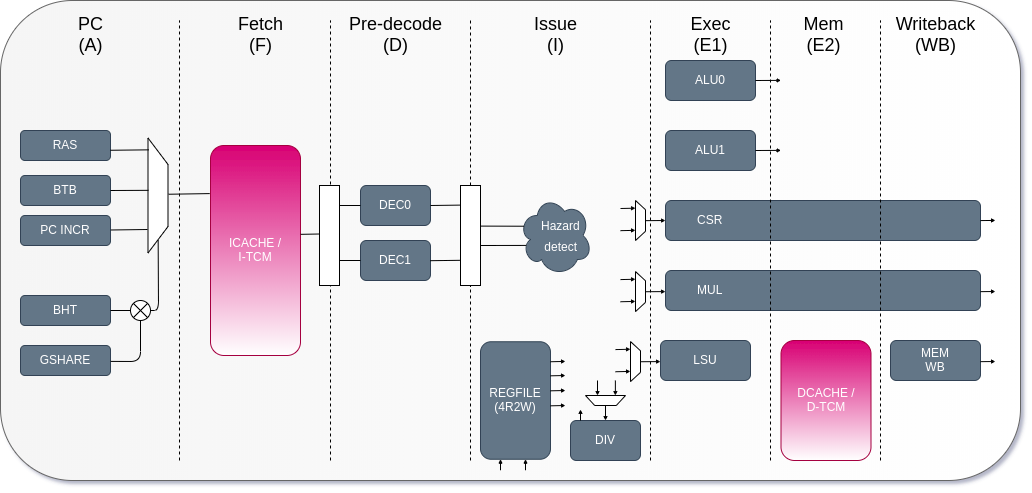 PC
(A)
Fetch
(F)
Pre-decode
(D)
Issue
(I)
Exec
(E1)
Mem
(E2)
Writeback
(WB)
RAS
BTB
PC INCR
BHT
GSHARE
ICACHE /
I-TCM
DEC0
DEC1
Hazard
detect
REGFILE
(4R2W)
DIV
ALU0
ALU1
CSR
MUL
LSU
DCACHE /
D-TCM
MEM
WB